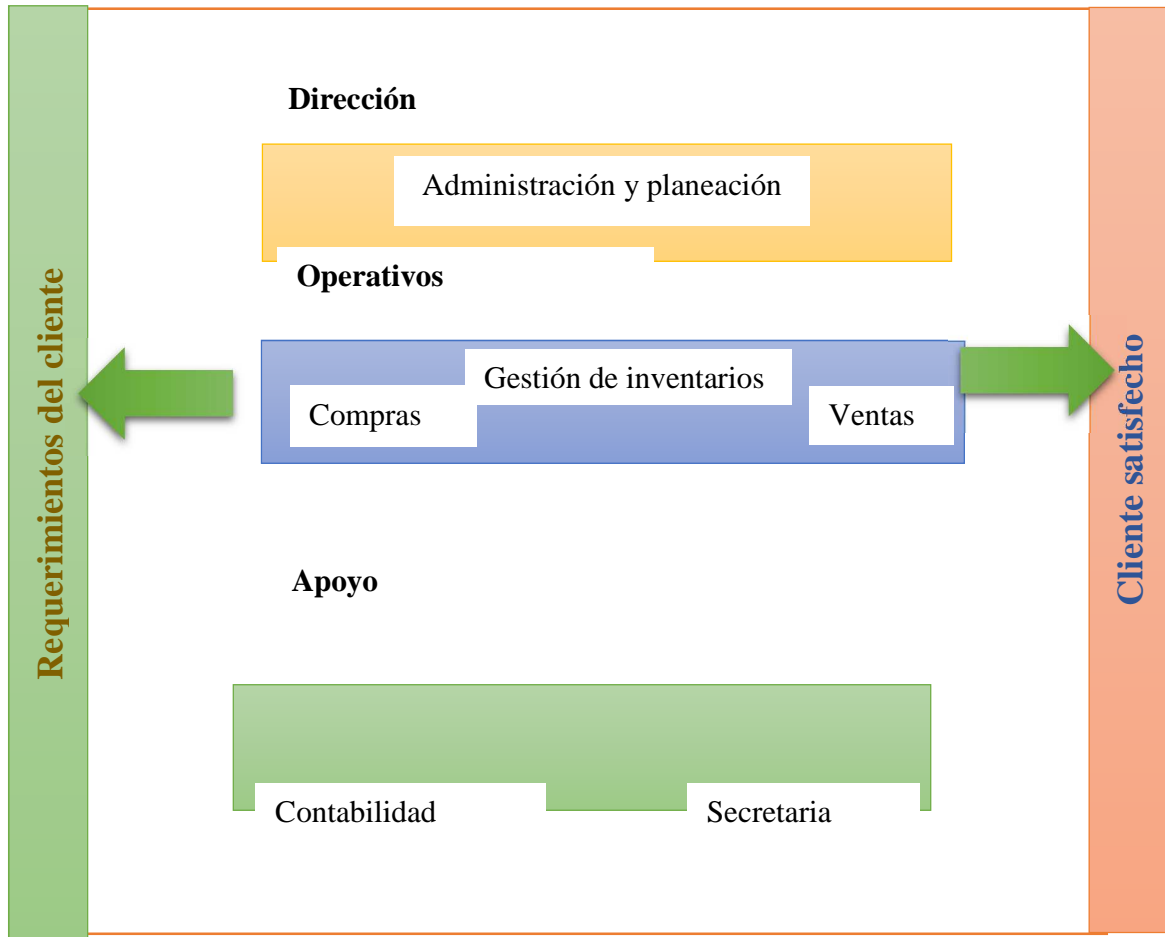 Requerimientos del cliente
Dirección
Administración y planeación
Operativos
Gestión de inventarios
Compras
Ventas
Apoyo
Contabilidad
Secretaria
Cliente satisfecho